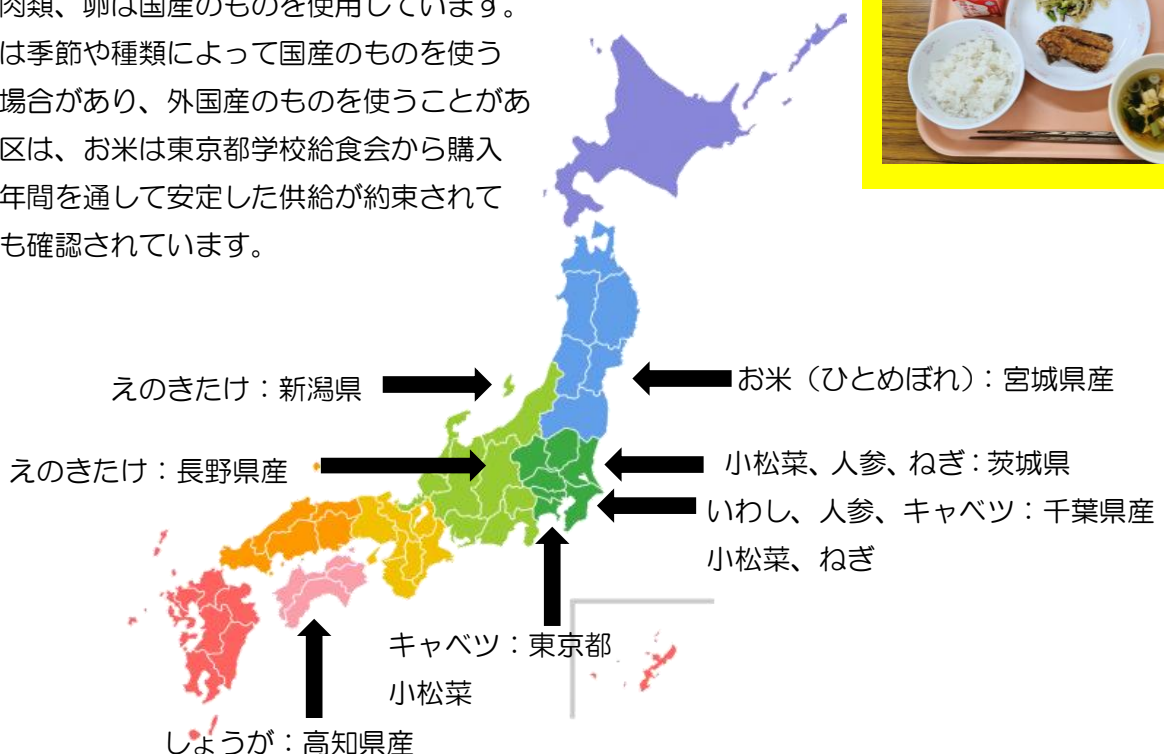 肉類、卵は国産のものを使用しています。
は季節や種類によって国産のものを使う
場合があり、外国産のものを使うことがあ
区は、お米は東京都学校給食会から購入
年間を通して安定した供給が約束されて
も確認されています。
えのきたけ：新潟県
お米（ひとめぼれ）：宮城県産
えのきたけ：長野県産
小松菜、人参、ねぎ：茨城県
いわし、人参、キャベツ：千葉県産
小松菜、ねぎ
キャベツ：東京都
小松菜
しょうが：高知県産